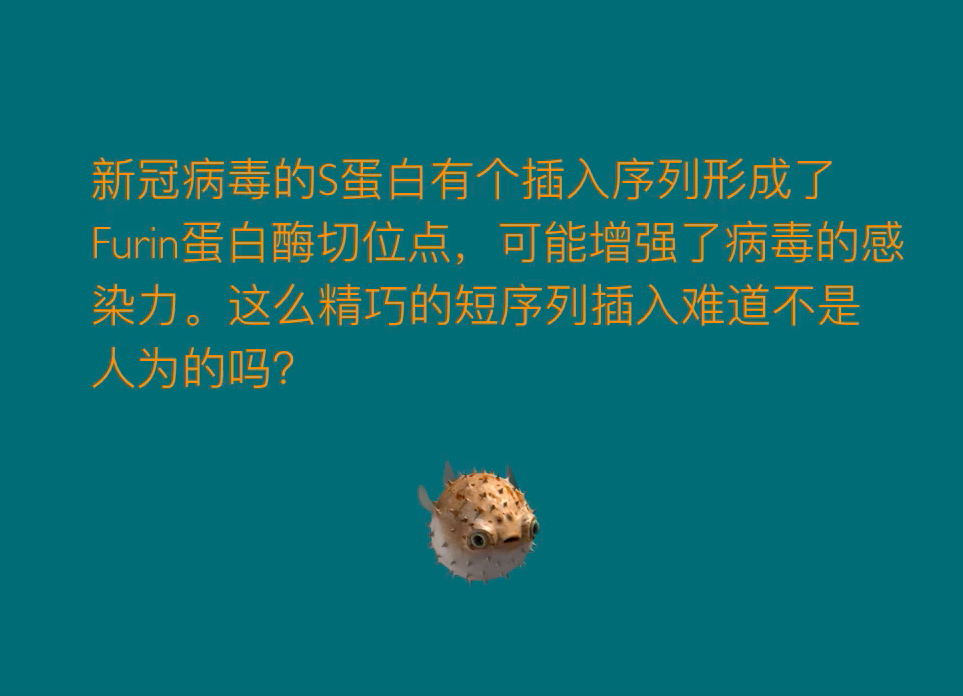 新冠病毒的S蛋白有个插入序列形成了
Furin蛋白酶切位点，可能增强了病毒的感
染力。这么精巧的短序列插入难道不是
人为的吗？